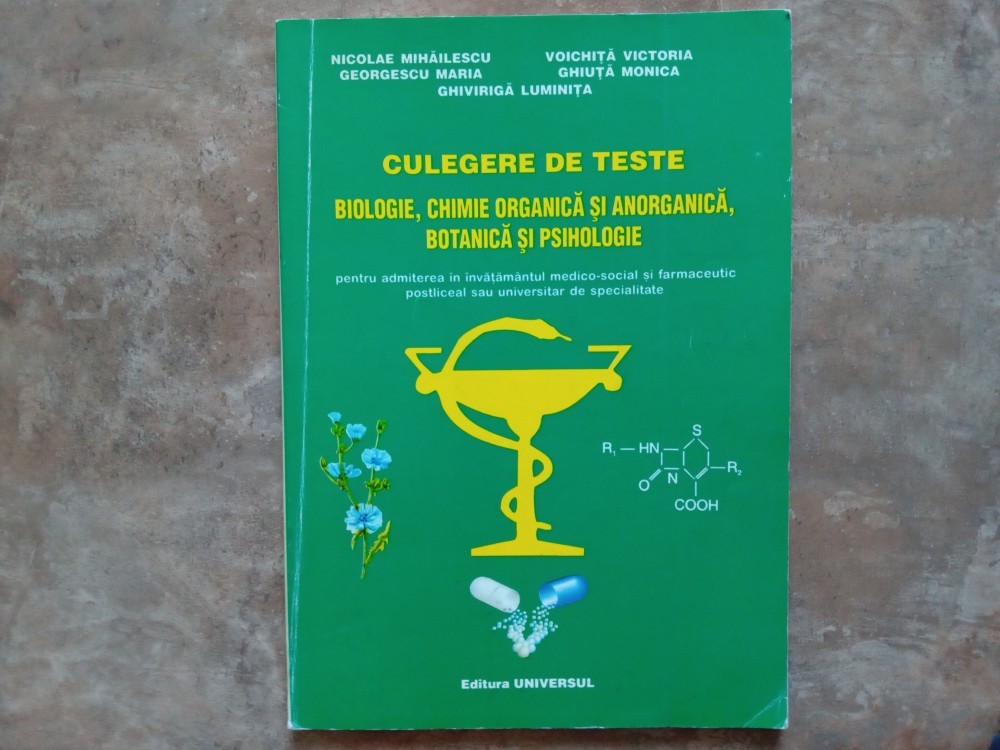 NICOLAE MIHĂILESCU VOICHIȚĂ VICTORIA
GEORGESCU MARIA GHIUȚĂ MONICA
GHIVIRIGĂ LUMINIȚA
CULEGERE DE TESTE
BIOLOGIE, CHIMIE ORGANICĂ ȘI ANORGANICĂ,
BOTANICĂ ȘI PSIHOLOGIE
pentru admiterea în învățământul medico-social și farmaceutic
postliceal sau universitar de specialitate
S
R₁ — HN
R₂
O
N
COOH
Editura UNIVERSUL